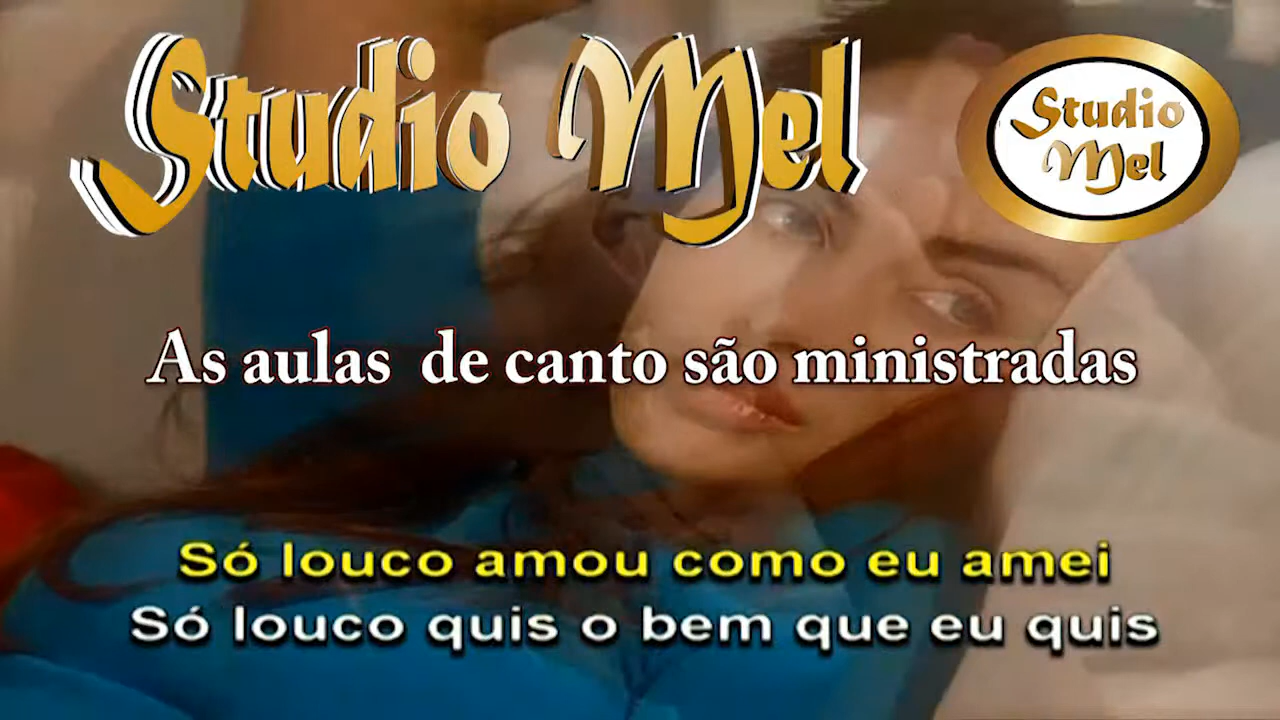 Studio Mel
Studio
Mel
As aulas de canto são ministradas
Só louco amou como eu amei
Só louco quis o bem que eu quis